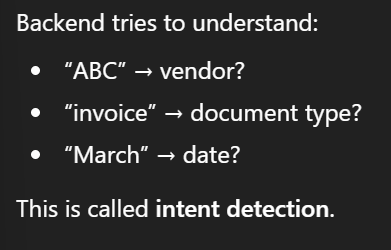 Backend tries to understand:
• “ABC” → vendor?
• “invoice” → document type?
• “March” → date?
This is called intent detection.